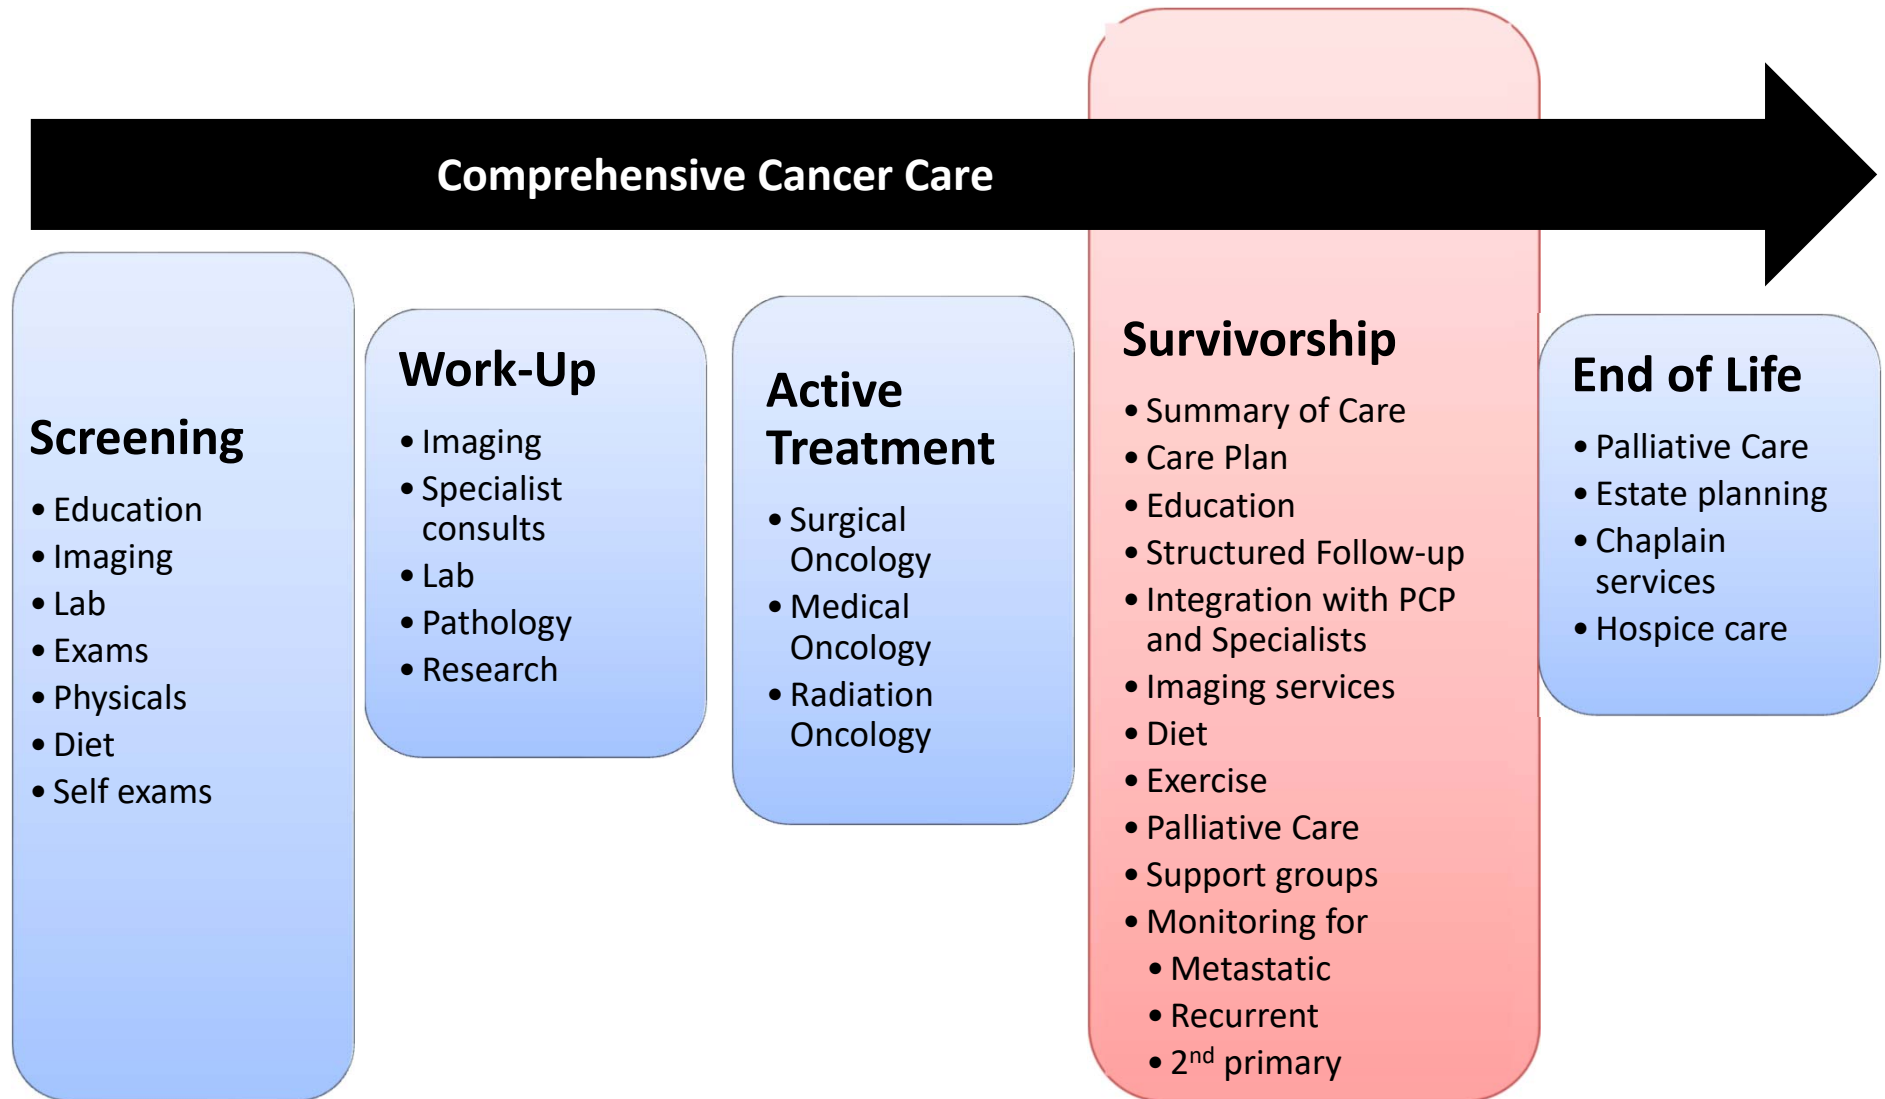 Comprehensive Cancer Care
Screening
• Education
• Imaging
• Lab
• Exams
• Physicals
• Diet
• Self exams
Work-Up
• Imaging
• Specialist
consults
• Lab
• Pathology
• Research
Active
Treatment
• Surgical
Oncology
• Medical
Oncology
• Radiation
Oncology
Survivorship
• Summary of Care
• Care Plan
• Education
• Structured Follow-up
• Integration with PCP
and Specialists
• Imaging services
• Diet
• Exercise
• Palliative Care
• Support groups
• Monitoring for
• Metastatic
• Recurrent
• 2nd primary
End of Life
• Palliative Care
• Estate planning
• Chaplain
services
• Hospice care